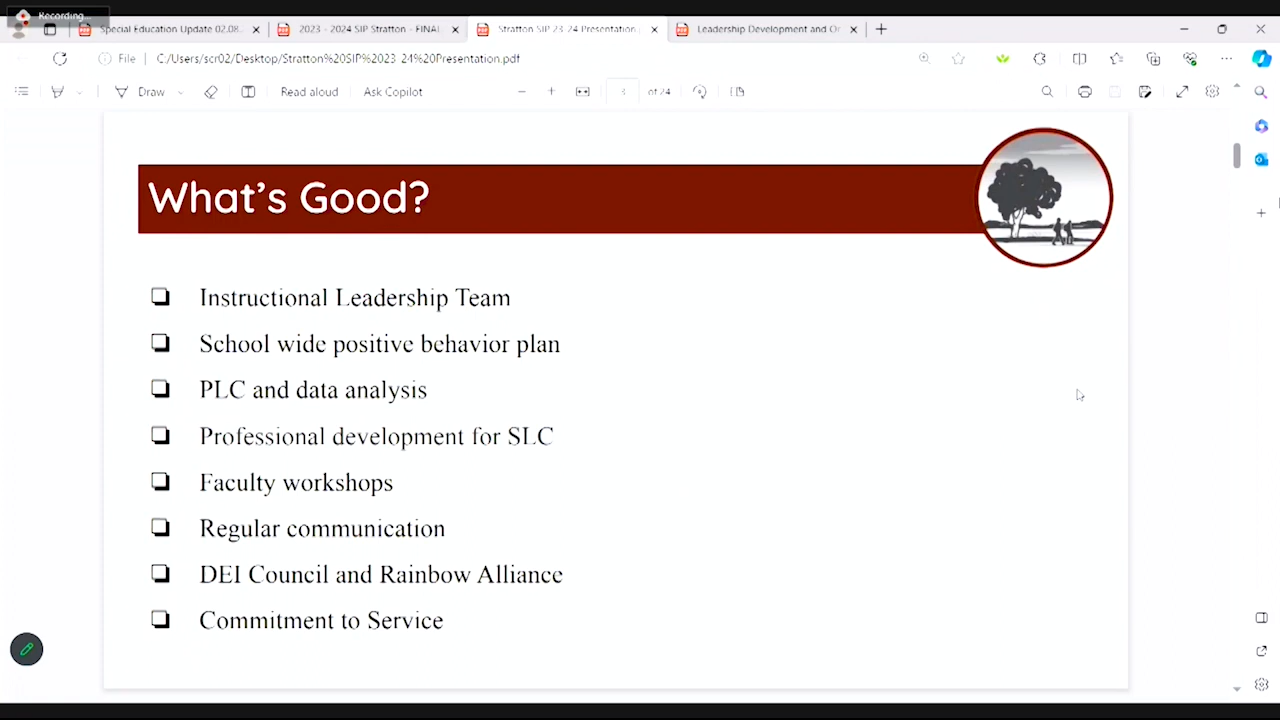 Recording...
Special Education Update 02.08...
2023 - 2024 SIP Stratton - FINAL
Stratton SIP 23-24 Presentation
Leadership Development and Or
File
C:/Users/scr02/Desktop/Stratton%20SIP%2023_24%20Presentation.pdf
Draw
Read aloud
Ask Copilot
3
of 24
What's Good?
Instructional Leadership Team
School wide positive behavior plan
PLC and data analysis
Professional development for SLC
Faculty workshops
Regular communication
DEI Council and Rainbow Alliance
Commitment to Service